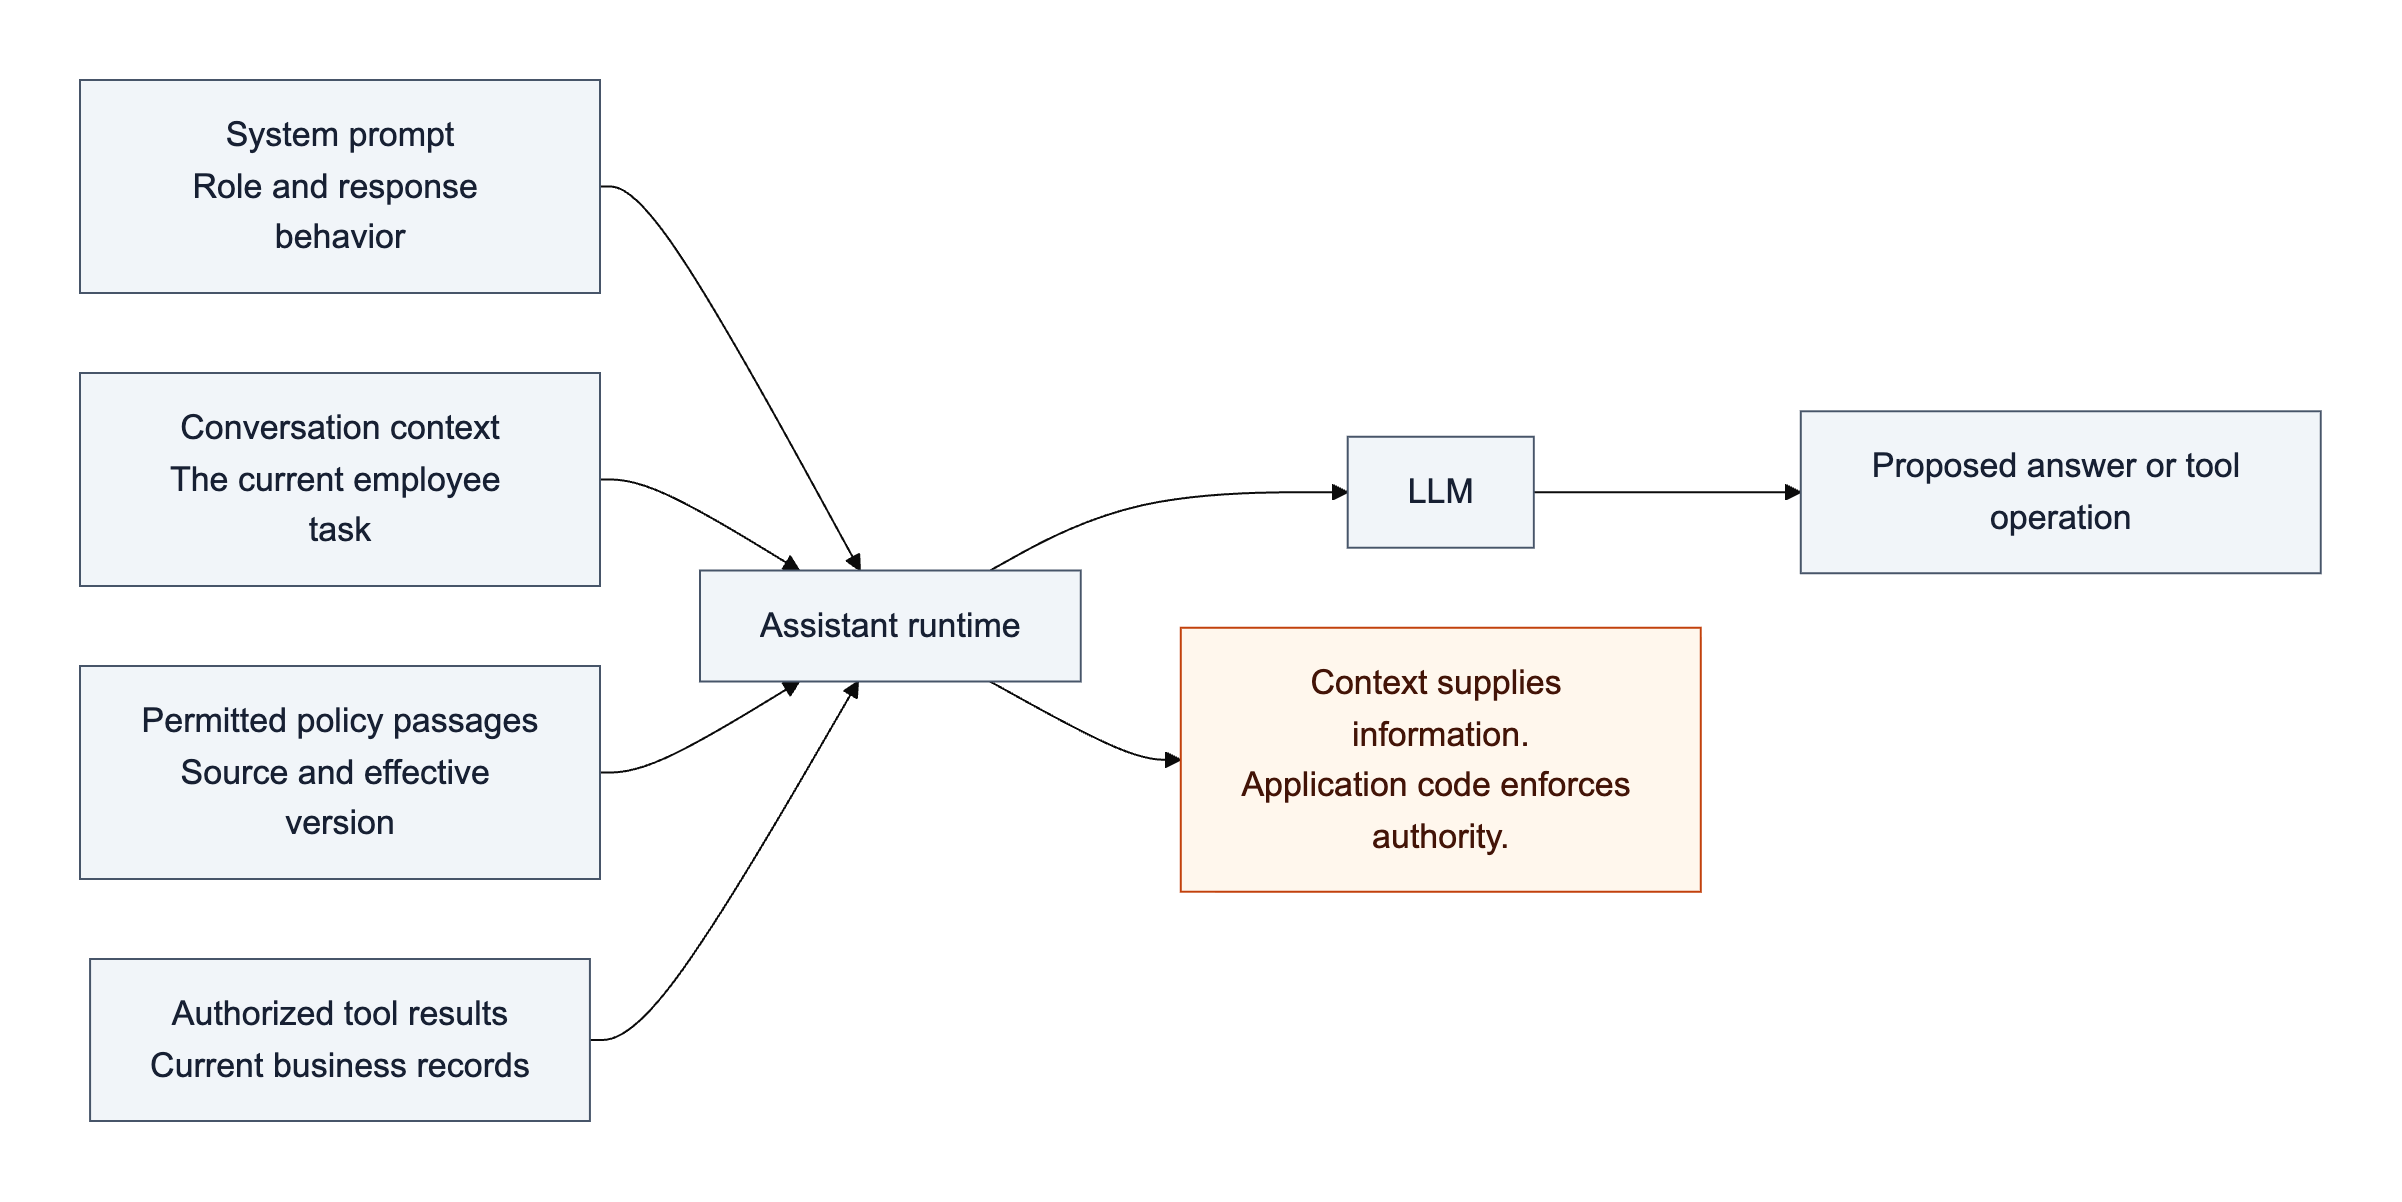 System prompt
Role and response
behavior
Conversation context
The current employee
task
Permitted policy passages
Source and effective
version
Authorized tool results
Current business records
Assistant runtime
LLM
Context supplies
information.
Application code enforces
authority.
Proposed answer or tool
operation